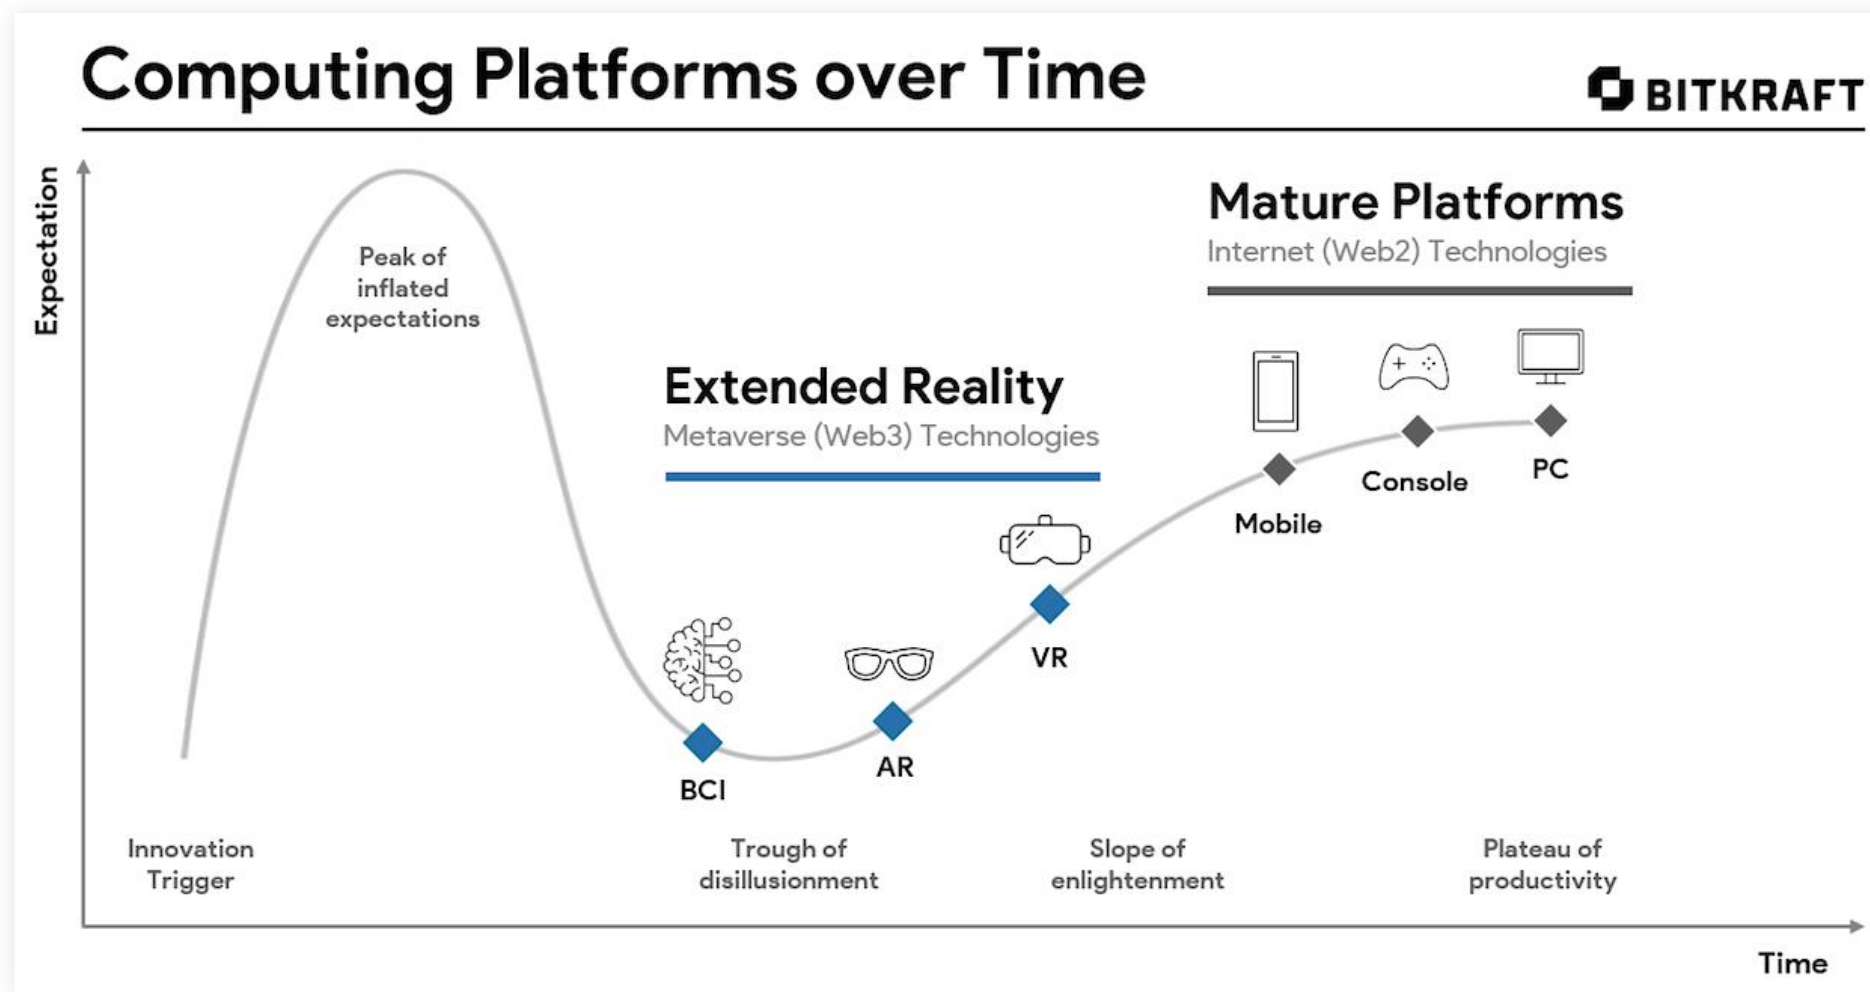 Computing Platforms over Time
BITKRAFT
Expectation
Peak of
inflated
expectations
Mature Platforms
Internet (Web2) Technologies
Extended Reality
Metaverse (Web3) Technologies
Mobile
Console
PC
VR
AR
BCI
Innovation
Trigger
Trough of
disillusionment
Slope of
enlightenment
Plateau of
productivity
Time